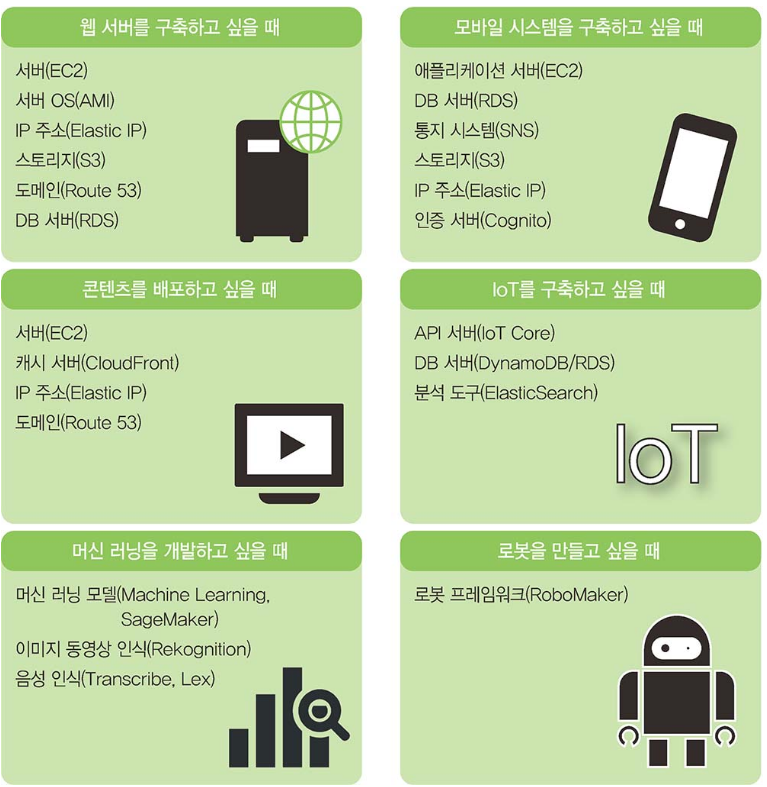 웹 서버를 구축하고 싶을 때
서버(EC2)
서버 OS(AMI)
IP 주소(Elastic IP)
스토리지(S3)
도메인(Route 53)
DB 서버(RDS)
모바일 시스템을 구축하고 싶을 때
애플리케이션 서버(EC2)
DB 서버(RDS)
통지 시스템(SNS)
스토리지(S3)
IP 주소(Elastic IP)
인증 서버(Cognito)
콘텐츠를 배포하고 싶을 때
서버(EC2)
캐시 서버(CloudFront)
IP 주소(Elastic IP)
도메인(Route 53)
IoT를 구축하고 싶을 때
API 서버(IoT Core)
DB 서버(DynamoDB/RDS)
분석 도구(ElasticSearch)
IoT
머신 러닝을 개발하고 싶을 때
머신 러닝 모델(Machine Learning,
SageMaker)
이미지 동영상 인식(Rekognition)
음성 인식(Transcribe, Lex)
로봇을 만들고 싶을 때
로봇 프레임워크(RoboMaker)